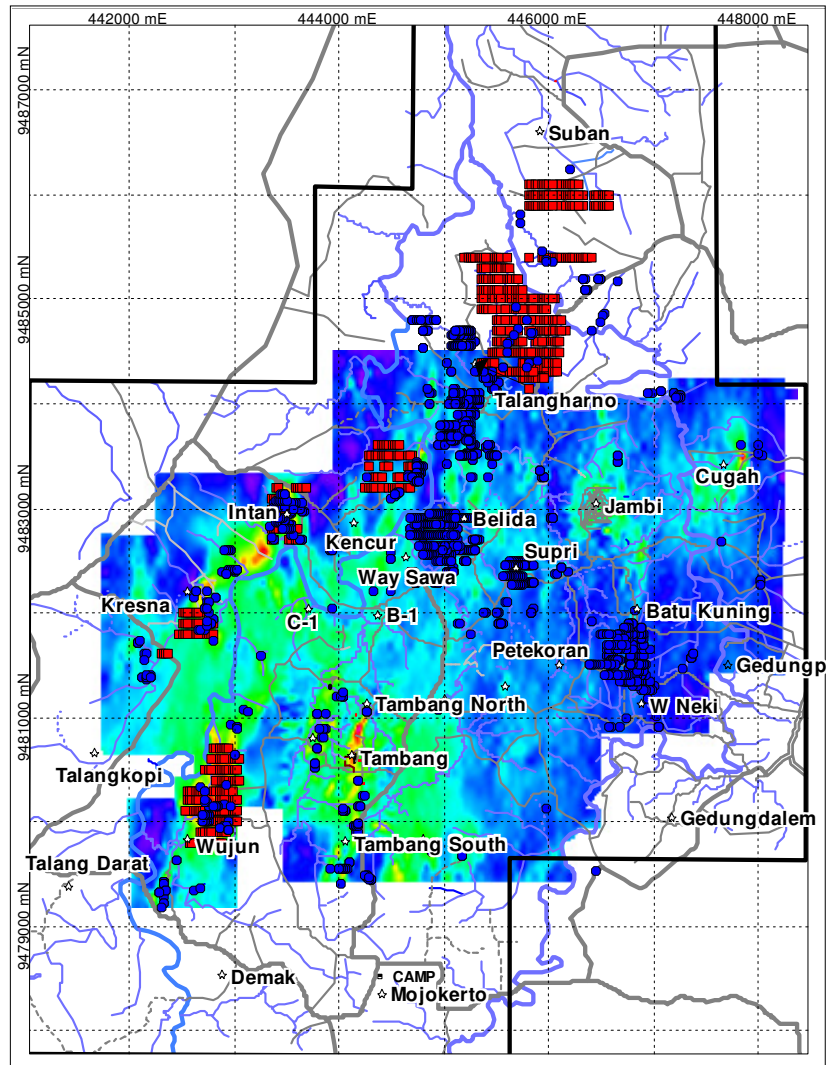 442000 mE
444000 mE
446000 mE
448000 mE
9487000 mN
Suban
9485000 mN
Talangharno
Cugah
9483000 mN
Intan
Belida
Jambi
Kencur
Way Sawa
Supri
Kresna
C-1
B-1
Batu Kuning
Petekoran
Gedungp
9481000 mN
Tambang North
W Neki
Talangkopi
Tambang
Gedungdalem
Wujun
Tambang South
Talang Darat
9479000 mN
Demak
CAMP
Mojokerto